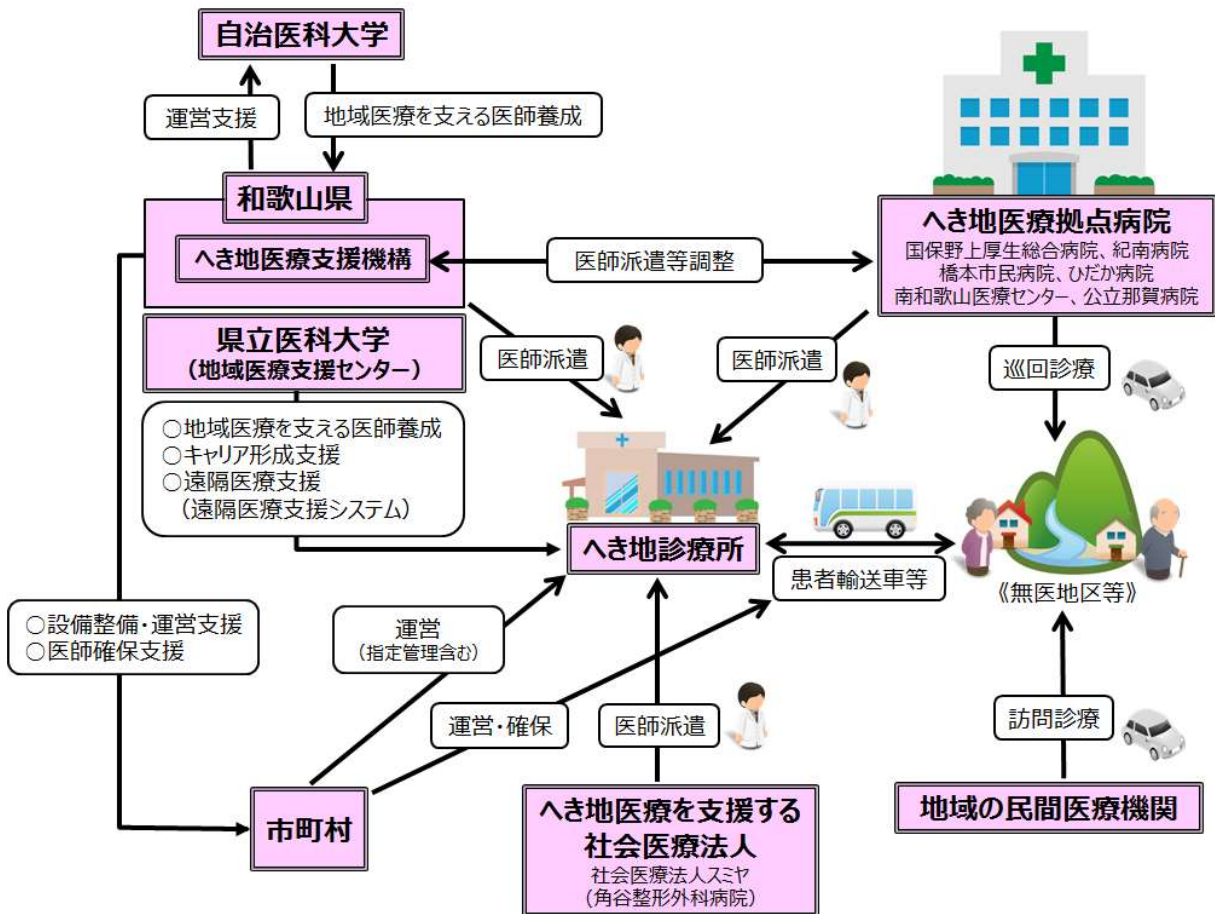 自治医科大学
運営支援
地域医療を支える医師養成
和歌山県
へき地医療支援機構
医師派遣等調整
へき地医療拠点病院
国保野上厚生総合病院、紀南病院
橋本市民病院、ひだか病院
南和歌山医療センター、公立那賀病院
県立医科大学
（地域医療支援センター）
医師派遣
医師派遣
巡回診療
○地域医療を支える医師養成
○キャリア形成支援
○遠隔医療支援
（遠隔医療支援システム）
へき地診療所
患者輸送車等
《無医地区等》
○設備整備・運営支援
○医師確保支援
運営
（指定管理含む）
運営・確保
医師派遣
訪問診療
市町村
へき地医療を支援する
社会医療法人
社会医療法人スミヤ
（角谷整形外科病院）
地域の民間医療機関